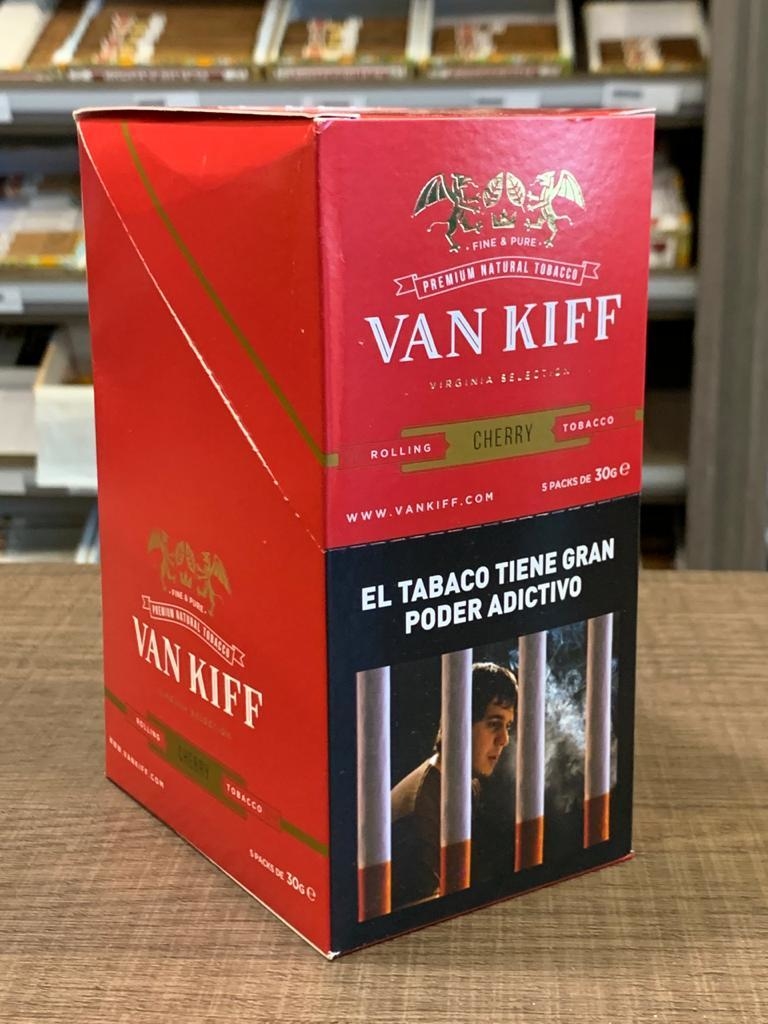 FINE & PURE
PREMIUM NATURAL TOBACCO
VAN KIFF
VIRGINIA SELECTION
ROLLING CHERRY TOBACCO
5 PACKS DE 30G e
WWW.VANKIFF.COM
EL TABACO TIENE GRAN
PODER ADICTIVO
FINE & PURE
PREMIUM NATURAL TOBACCO
VAN KIFF
VIRGINIA SELECTION
ROLLING CHERRY TOBACCO
WWW.VANKIFF.COM
5 PACKS DE 30G e